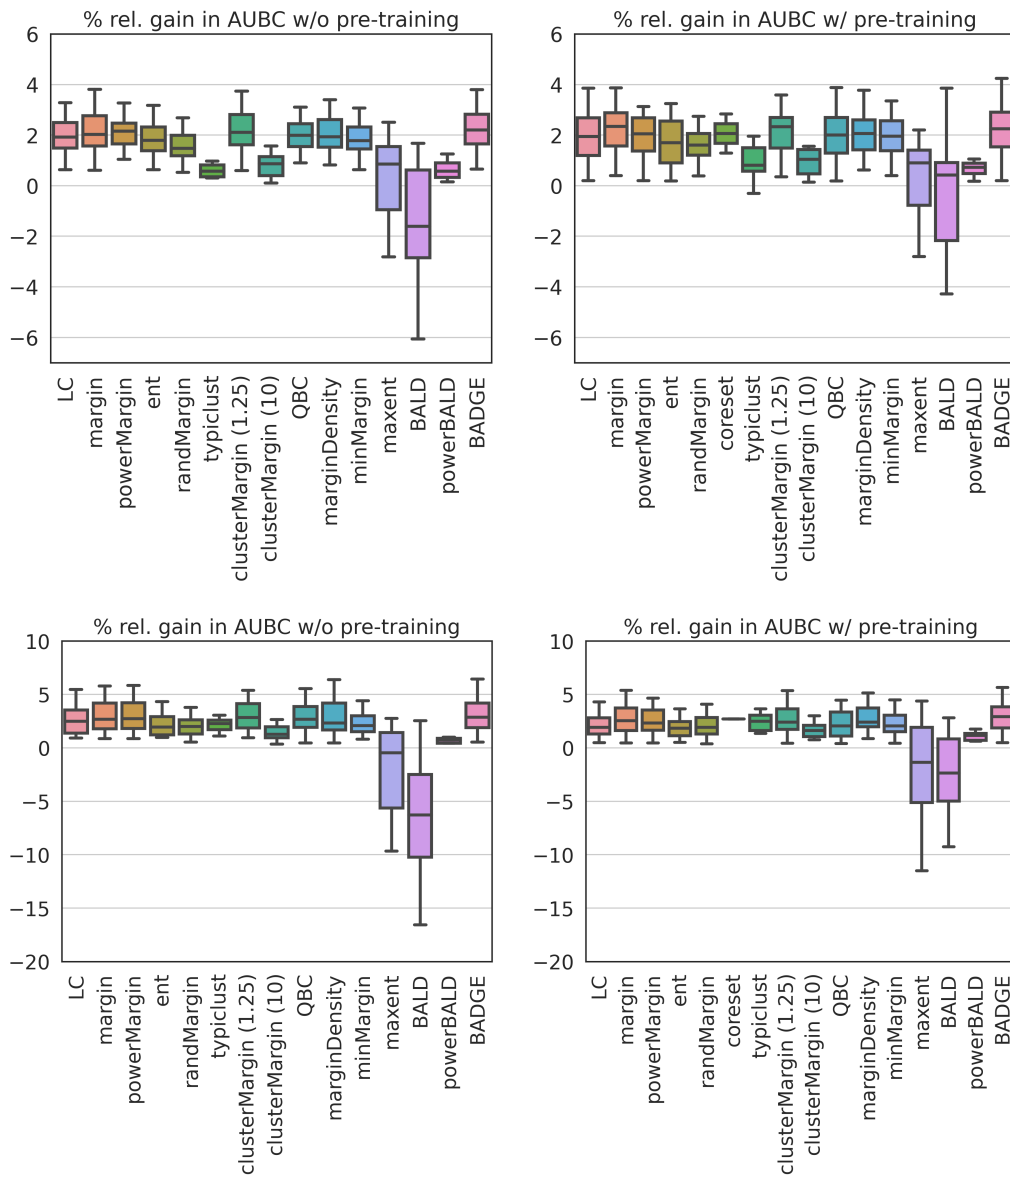 % rel. gain in AUBC w/o pre-training
6
4
2
0
−2
−4
−6
LC
margin
powerMargin
ent
randMargin
typiclust
clusterMargin (1.25)
clusterMargin (10)
QBC
marginDensity
minMargin
maxent
BALD
powerBALD
BADGE
% rel. gain in AUBC w/ pre-training
6
4
2
0
−2
−4
−6
LC
margin
powerMargin
ent
randMargin
coreset
typiclust
clusterMargin (1.25)
clusterMargin (10)
QBC
marginDensity
minMargin
maxent
BALD
powerBALD
BADGE
% rel. gain in AUBC w/o pre-training
10
5
0
−5
−10
−15
−20
LC
margin
powerMargin
ent
randMargin
typiclust
clusterMargin (1.25)
clusterMargin (10)
QBC
marginDensity
minMargin
maxent
BALD
powerBALD
BADGE
% rel. gain in AUBC w/ pre-training
10
5
0
−5
−10
−15
−20
LC
margin
powerMargin
ent
randMargin
coreset
typiclust
clusterMargin (1.25)
clusterMargin (10)
QBC
marginDensity
minMargin
maxent
BALD
powerBALD
BADGE